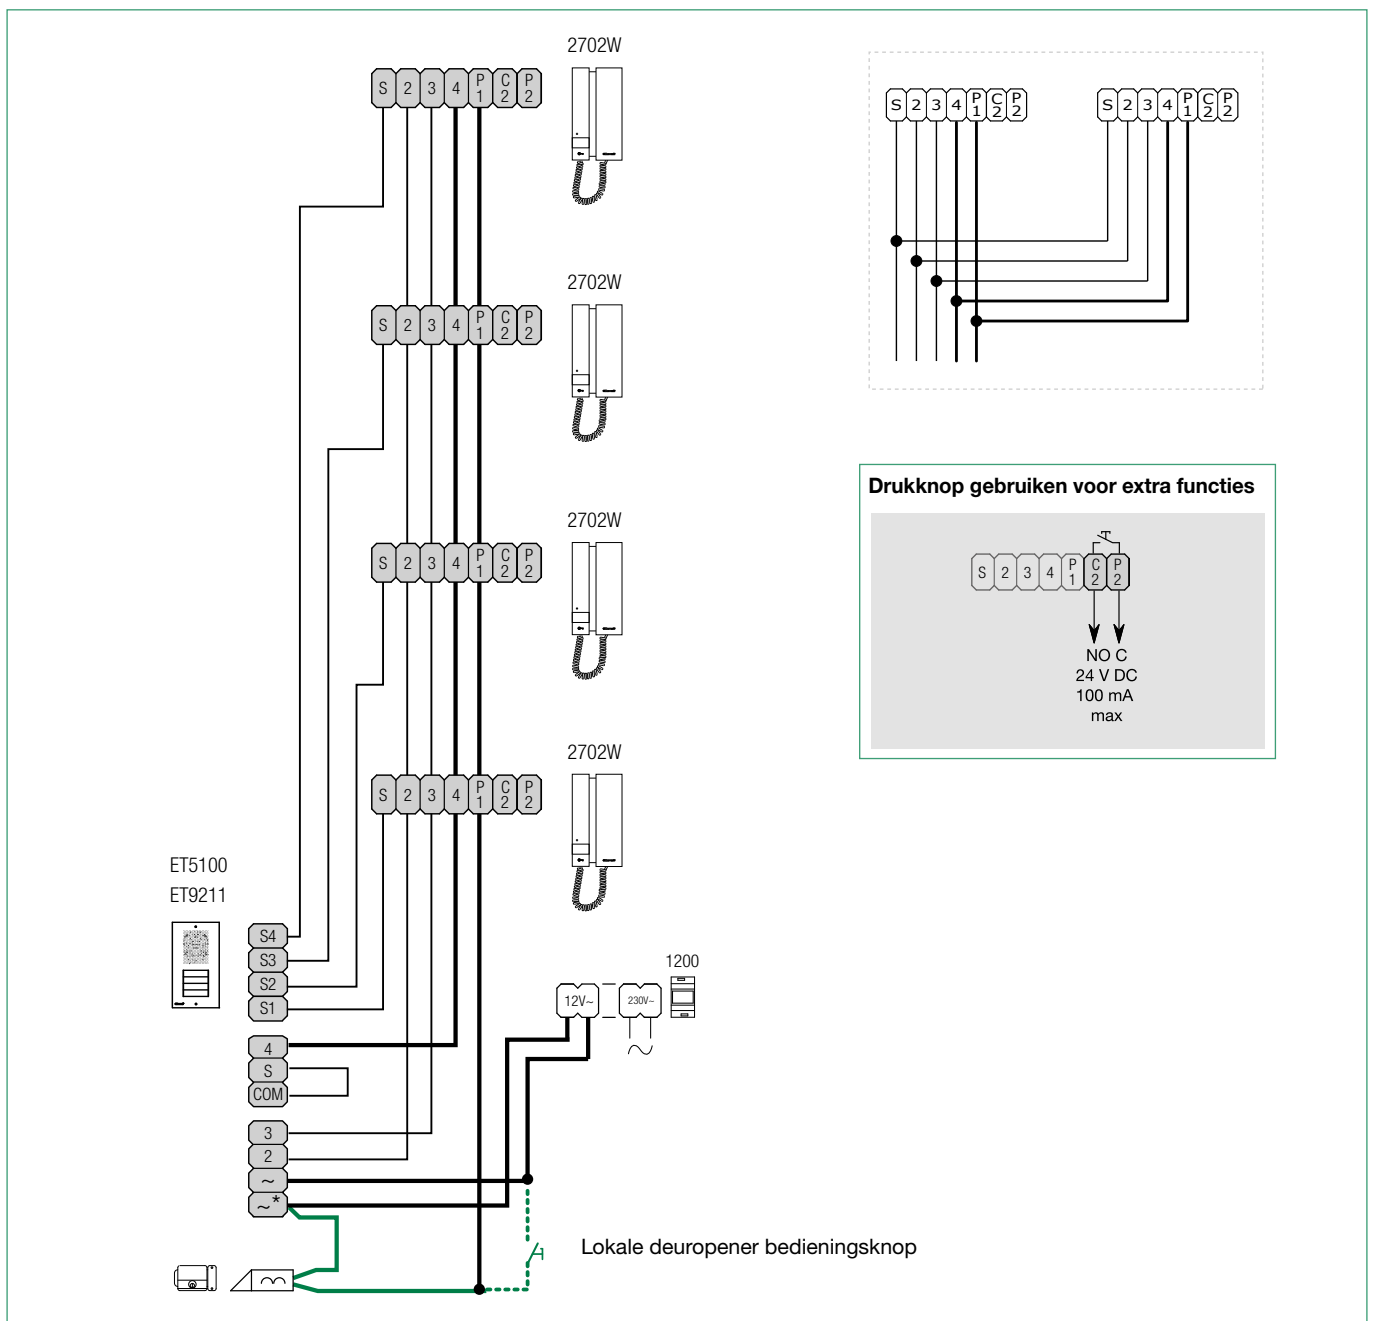 2702W
S 2 3 4 P1 C2 P2
S 2 3 4 P1 C2 P2
S 2 3 4 P1 C2 P2
2702W
S 2 3 4 P1 C2 P2
Drukknop gebruiken voor extra functies
S 2 3 4 P1 C2 P2
NO C
24 V DC
100 mA
max
2702W
S 2 3 4 P1 C2 P2
2702W
S 2 3 4 P1 C2 P2
ET5100
ET9211
S4
S3
S2
S1
4
S
COM
3
2
~
~*
1200
12V~
230V~
Lokale deuropener bedieningsknop